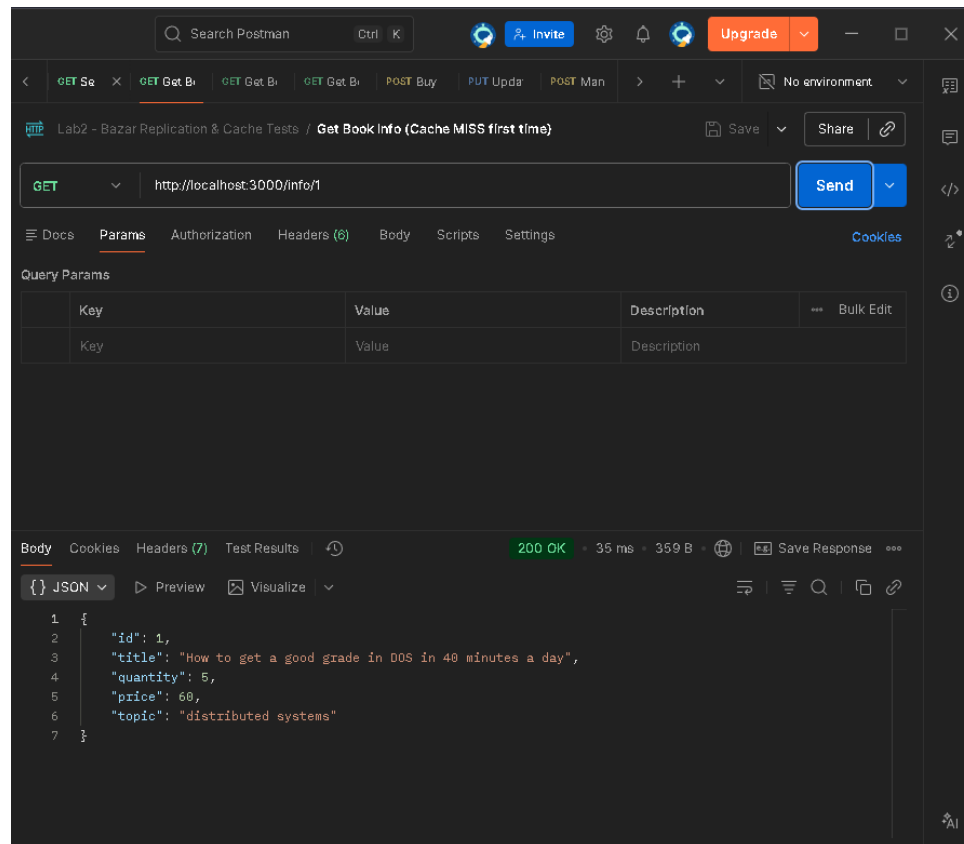 Search Postman Ctrl K Invite Upgrade
GET Se GET Get B GET Get B GET Get B POST Buy PUT Upda POST Man No environment
HTTP Lab2 - Bazar Replication & Cache Tests / Get Book Info (Cache MISS first time) Save Share
GET http://localhost:3000/info/1 Send
Docs Params Authorization Headers (6) Body Scripts Settings Cookies
Query Params
Key Value Description Bulk Edit
Key Value Description
Body Cookies Headers (7) Test Results 200 OK 35 ms 359 B e.g. Save Response
{} JSON Preview Visualize
1 {
2 "id": 1,
3 "title": "How to get a good grade in DOS in 40 minutes a day",
4 "quantity": 5,
5 "price": 60,
6 "topic": "distributed systems"
7 }
AI